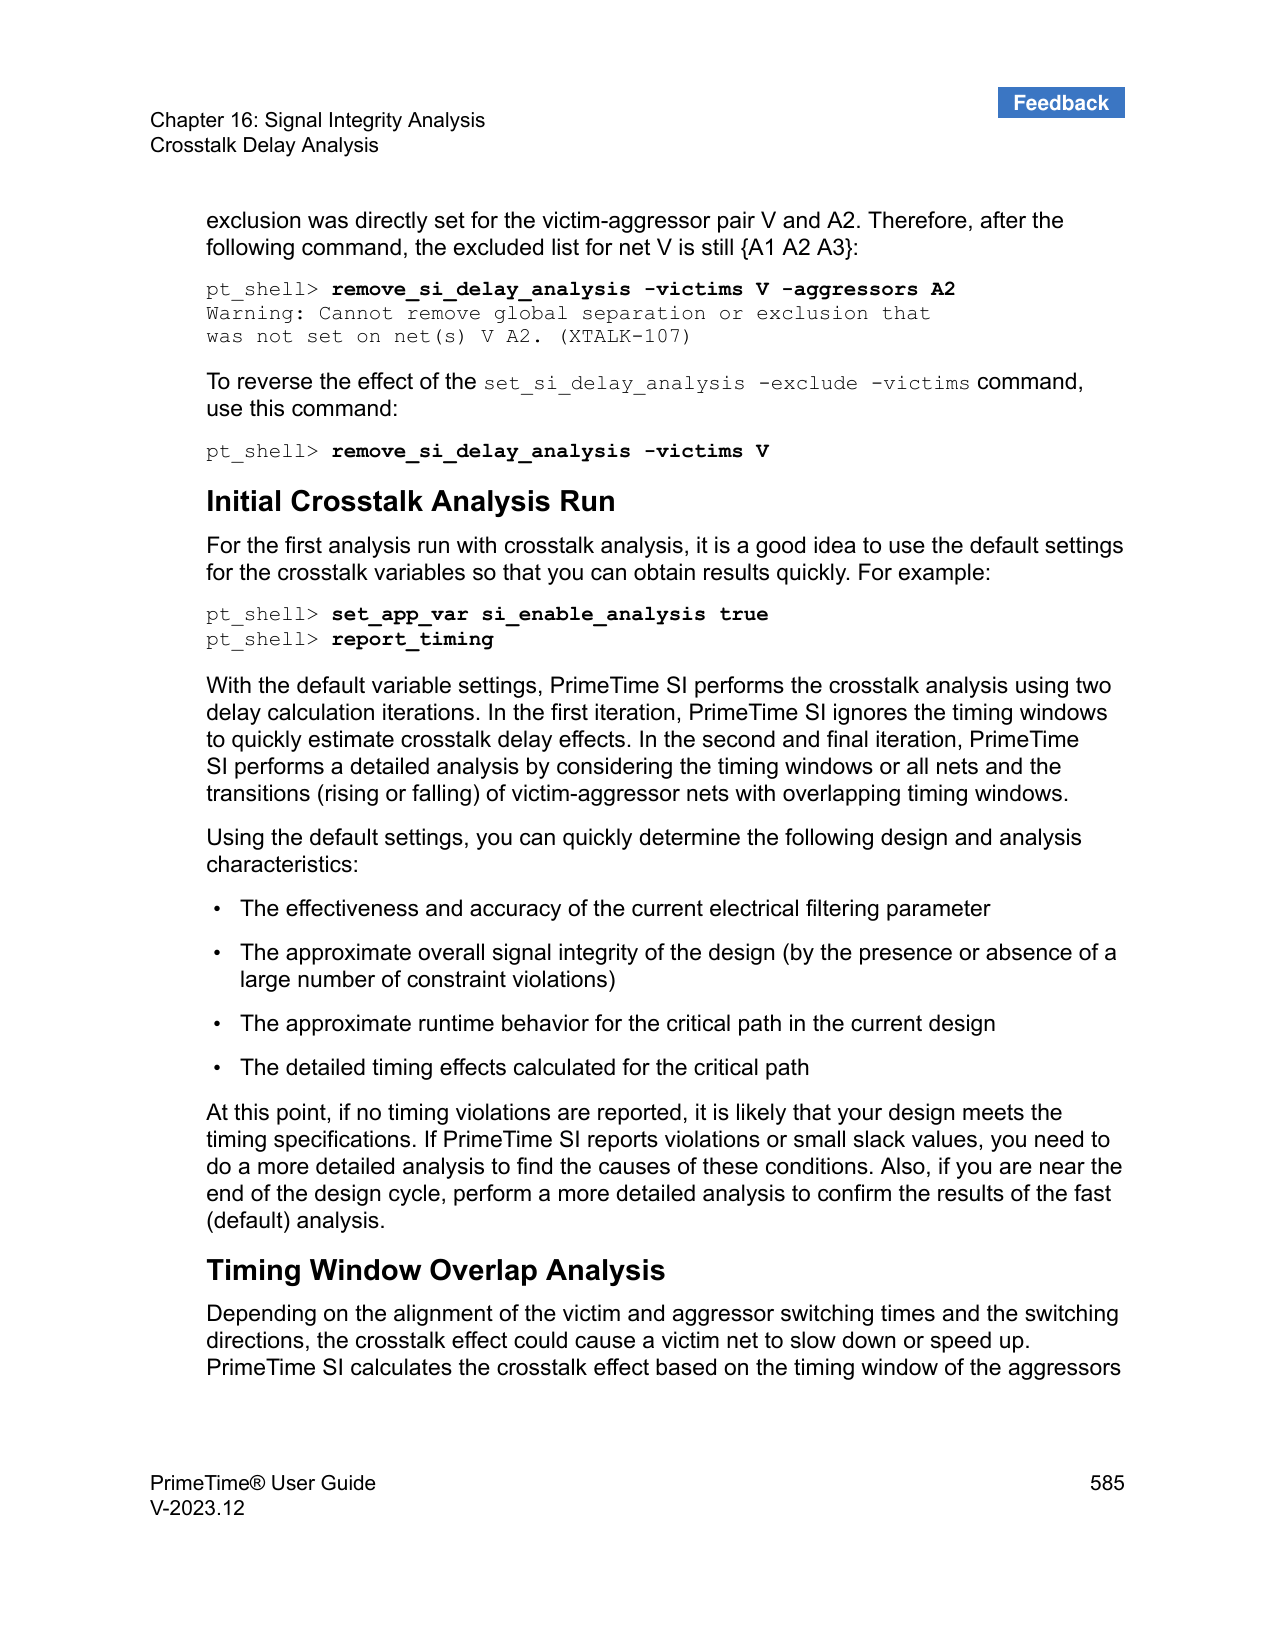 Feedback
Chapter 16: Signal Integrity Analysis
Crosstalk Delay Analysis
exclusion was directly set for the victim-aggressor pair V and A2. Therefore, after the
following command, the excluded list for net V is still {A1 A2 A3}:
pt_shell> remove_si_delay_analysis -victims V -aggressors A2
Warning: Cannot remove global separation or exclusion that
was not set on net(s) V A2. (XTALK-107)
To reverse the effect of the set_si_delay_analysis -exclude -victims command,
use this command:
pt_shell> remove_si_delay_analysis -victims V
Initial Crosstalk Analysis Run
For the first analysis run with crosstalk analysis, it is a good idea to use the default settings
for the crosstalk variables so that you can obtain results quickly. For example:
pt_shell> set_app_var si_enable_analysis true
pt_shell> report_timing
With the default variable settings, PrimeTime SI performs the crosstalk analysis using two
delay calculation iterations. In the first iteration, PrimeTime SI ignores the timing windows
to quickly estimate crosstalk delay effects. In the second and final iteration, PrimeTime
SI performs a detailed analysis by considering the timing windows or all nets and the
transitions (rising or falling) of victim-aggressor nets with overlapping timing windows.
Using the default settings, you can quickly determine the following design and analysis
characteristics:
• The effectiveness and accuracy of the current electrical filtering parameter
• The approximate overall signal integrity of the design (by the presence or absence of a
large number of constraint violations)
• The approximate runtime behavior for the critical path in the current design
• The detailed timing effects calculated for the critical path
At this point, if no timing violations are reported, it is likely that your design meets the
timing specifications. If PrimeTime SI reports violations or small slack values, you need to
do a more detailed analysis to find the causes of these conditions. Also, if you are near the
end of the design cycle, perform a more detailed analysis to confirm the results of the fast
(default) analysis.
Timing Window Overlap Analysis
Depending on the alignment of the victim and aggressor switching times and the switching
directions, the crosstalk effect could cause a victim net to slow down or speed up.
PrimeTime SI calculates the crosstalk effect based on the timing window of the aggressors
PrimeTime® User Guide 585
V-2023.12